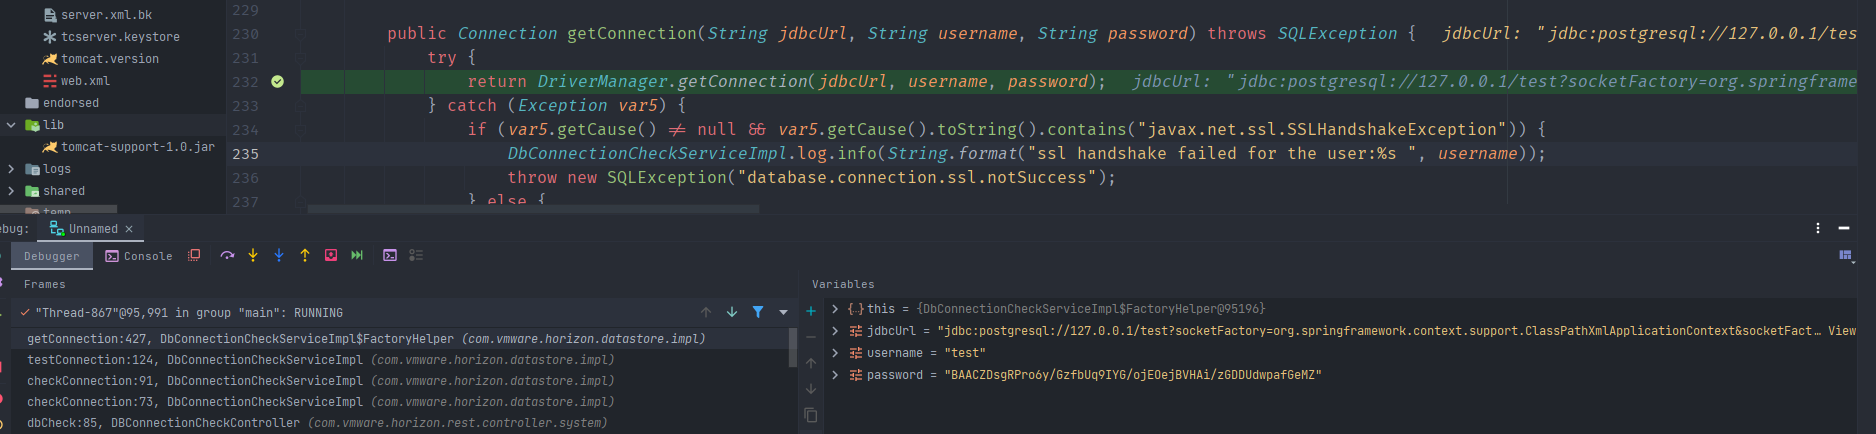 server.xml.bk
tcserver.keystore
tomcat.version
web.xml
endorsed
lib
tomcat-support-1.0.jar
logs
shared
temp
229
230 public Connection getConnection(String jdbcUrl, String username, String password) throws SQLException { jdbcUrl: "jdbc:postgresql://127.0.0.1/tes
231 try {
232 return DriverManager.getConnection(jdbcUrl, username, password); jdbcUrl: "jdbc:postgresql://127.0.0.1/test?socketFactory=org.springframe
233 } catch (Exception var5) {
234 if (var5.getCause() != null && var5.getCause().toString().contains("javax.net.ssl.SSLHandshakeException")) {
235 DbConnectionCheckServiceImpl.log.info(String.format("ssl handshake failed for the user:%s ", username));
236 throw new SQLException("database.connection.ssl.notSuccess");
237 } else {
ebug: Unnamed ×
Debugger Console
Frames
"Thread-867"@95,991 in group "main": RUNNING
getConnection:427, DbConnectionCheckServiceImpl$FactoryHelper (com.vmware.horizon.datastore.impl)
testConnection:124, DbConnectionCheckServiceImpl (com.vmware.horizon.datastore.impl)
checkConnection:91, DbConnectionCheckServiceImpl (com.vmware.horizon.datastore.impl)
checkConnection:73, DbConnectionCheckServiceImpl (com.vmware.horizon.datastore.impl)
dbCheck:85, DBConnectionCheckController (com.vmware.horizon.rest.controller.system)
Variables
this = {DbConnectionCheckServiceImpl$FactoryHelper@95196}
jdbcUrl = "jdbc:postgresql://127.0.0.1/test?socketFactory=org.springframework.context.support.ClassPathXmlApplicationContext&socketFact… View
username = "test"
password = "BAACZDsgRPro6y/GzfbUq9IYG/ojEOejBVHAi/zGDDUdwpafGeMZ"